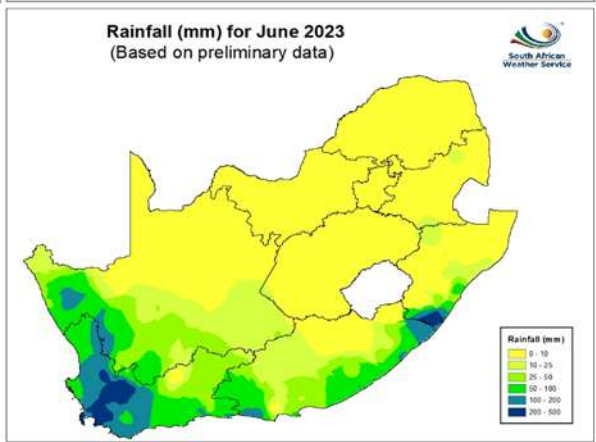 Rainfall (mm) for June 2023
(Based on preliminary data)
South African
Weather Service
Rainfall (mm)
0 - 10
10 - 25
25 - 50
50 - 100
100 - 200
200 - 500